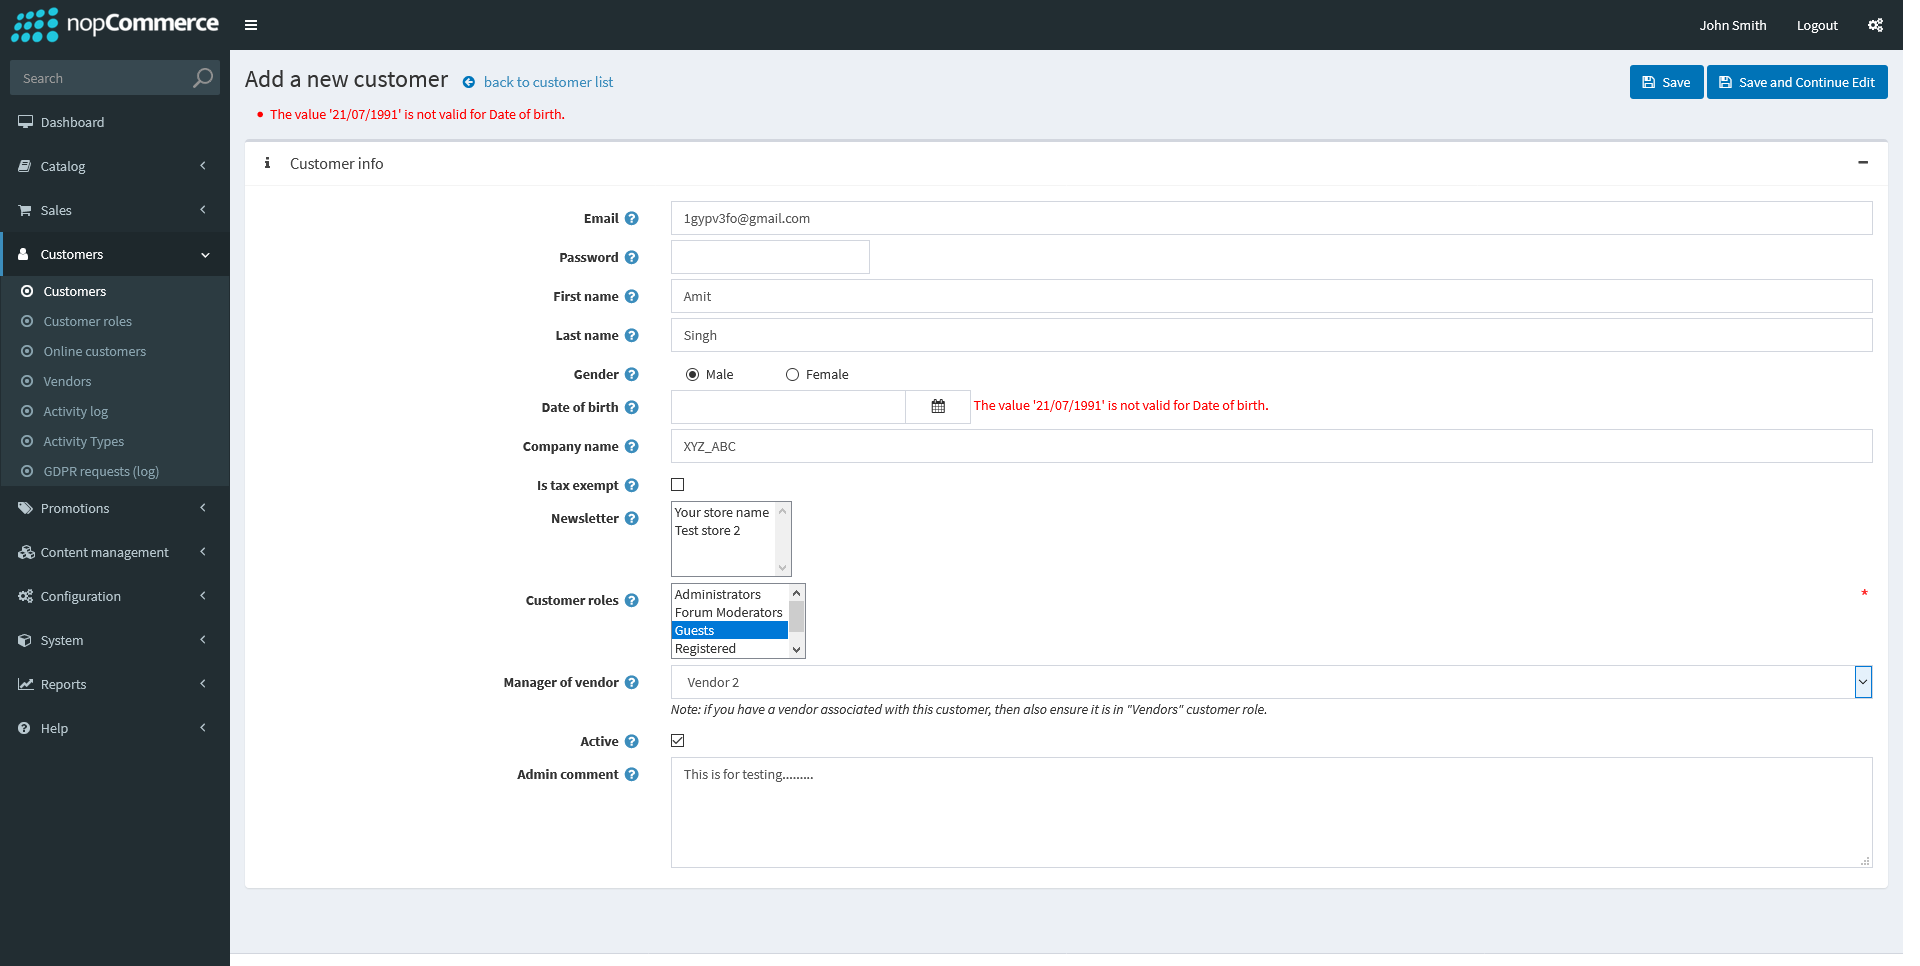 nopCommerce
John Smith
Logout
Search
Dashboard
Catalog
Sales
Customers
Customers
Customer roles
Online customers
Vendors
Activity log
Activity Types
GDPR requests (log)
Promotions
Content management
Configuration
System
Reports
Help
Add a new customer
back to customer list
Save
Save and Continue Edit
The value '21/07/1991' is not valid for Date of birth.
Customer info
Email
1gypv3fo@gmail.com
Password
First name
Amit
Last name
Singh
Gender
Male
Female
Date of birth
The value '21/07/1991' is not valid for Date of birth.
Company name
XYZ_ABC
Is tax exempt
Newsletter
Your store name
Test store 2
Customer roles
Administrators
Forum Moderators
Guests
Registered
*
Manager of vendor
Vendor 2
Note: if you have a vendor associated with this customer, then also ensure it is in "Vendors" customer role.
Active
Admin comment
This is for testing.........